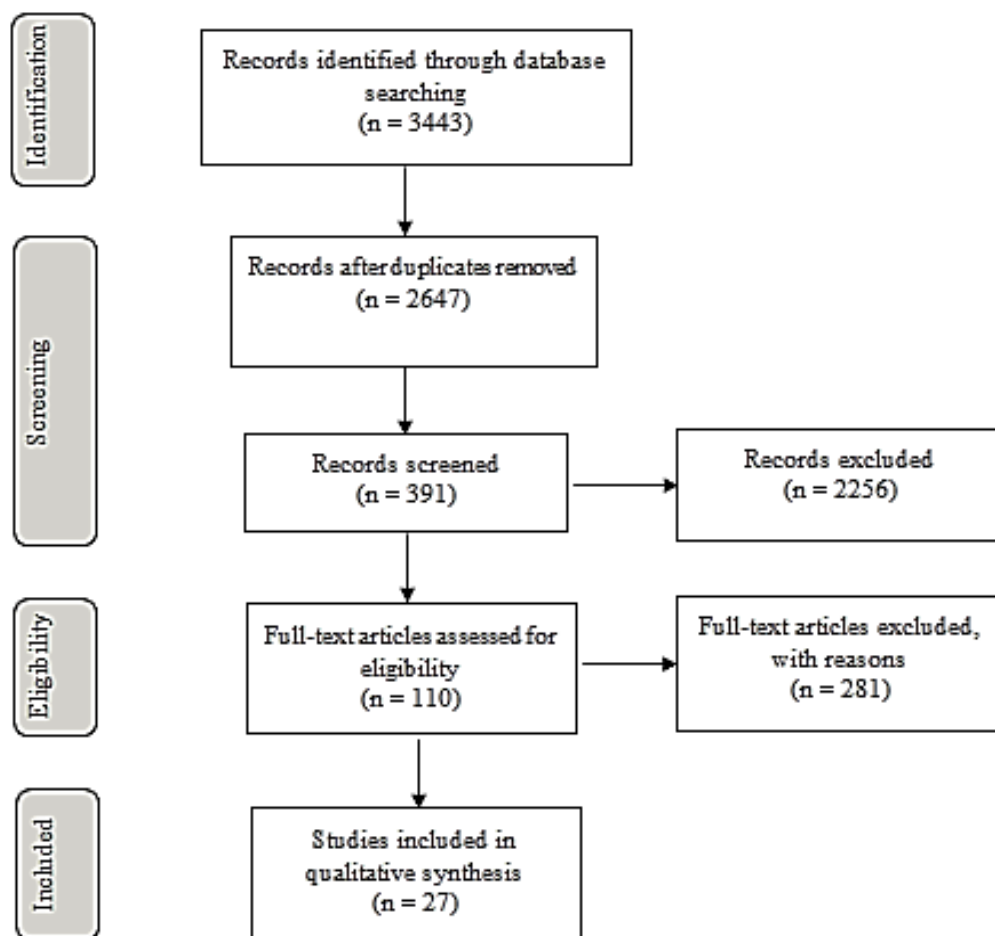 Identification
Records identified through database
searching
(n = 3443)
Screening
Records after duplicates removed
(n = 2647)
Records screened
(n = 391)
Records excluded
(n = 2256)
Eligibility
Full-text articles assessed for
eligibility
(n = 110)
Full-text articles excluded,
with reasons
(n = 281)
Included
Studies included in
qualitative synthesis
(n = 27)